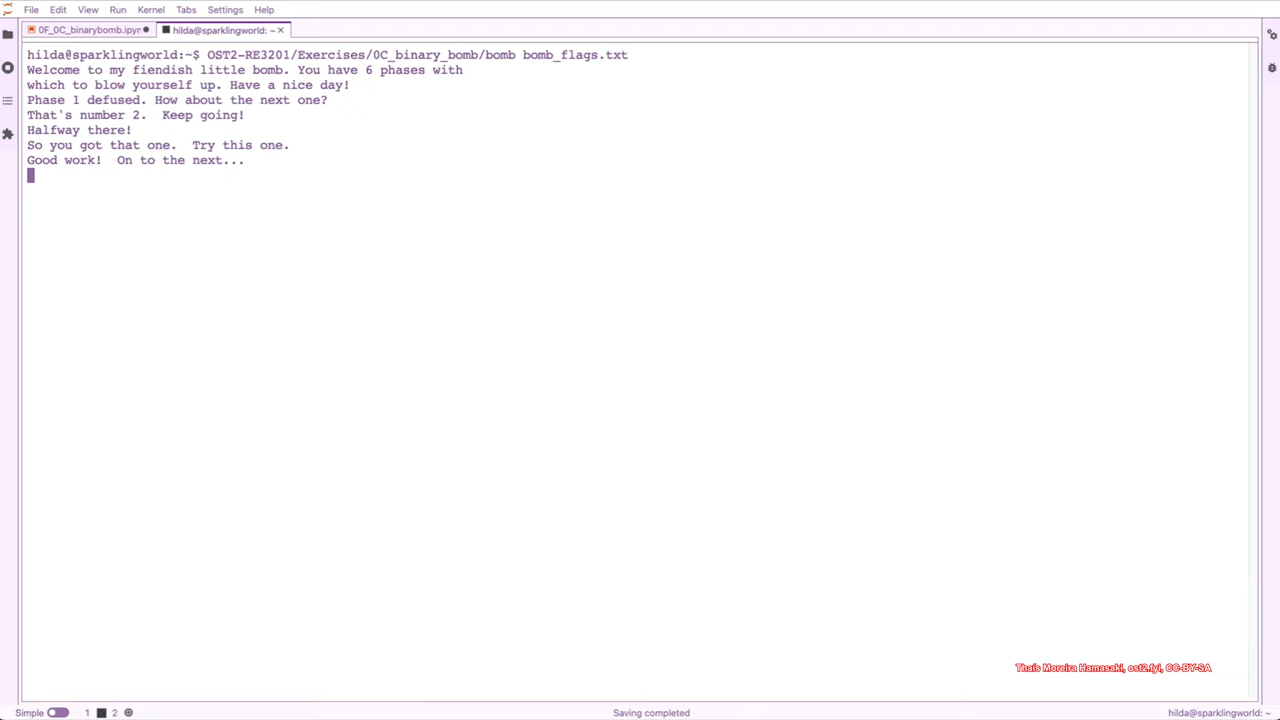 File Edit View Run Kernel Tabs Settings Help
0F_0C_binarybomb.ipyn hilda@sparklingworld: ~
hilda@sparklingworld:~$ OST2-RE3201/Exercises/0C_binary_bomb/bomb bomb_flags.txt
Welcome to my fiendish little bomb. You have 6 phases with
which to blow yourself up. Have a nice day!
Phase 1 defused. How about the next one?
That's number 2.  Keep going!
Halfway there!
So you got that one.  Try this one.
Good work!  On to the next...
Thaís Moreira Hamasaki, ost2.fyi, CC-BY-SA
Simple 1 2 Saving completed hilda@sparklingworld: ~